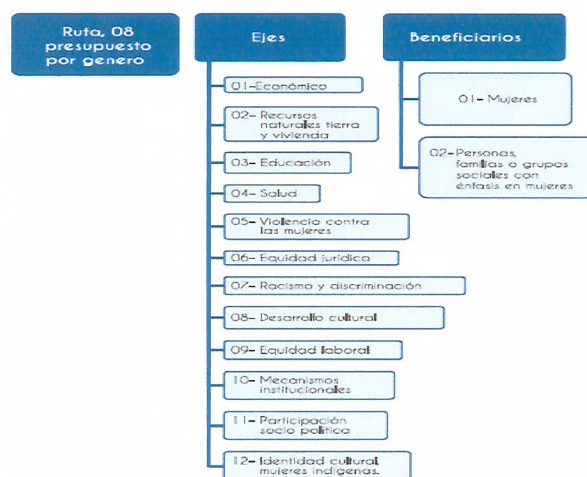 Ruta, 08
presupuesto
por genero
Ejes
01-Económico
02- Recursos
naturales tierra
y vivienda
03- Educación
04- Salud
05- Violencia contra
las mujeres
06- Equidad jurídica
07- Racismo y discriminación
08- Desarrollo cultural
09- Equidad laboral
10- Mecanismos
institucionales
11- Participación
socio política
12- Identidad cultural,
mujeres indígenas.
Beneficiarios
01- Mujeres
02-Personas,
familias o grupos
sociales con
énfasis en mujeres